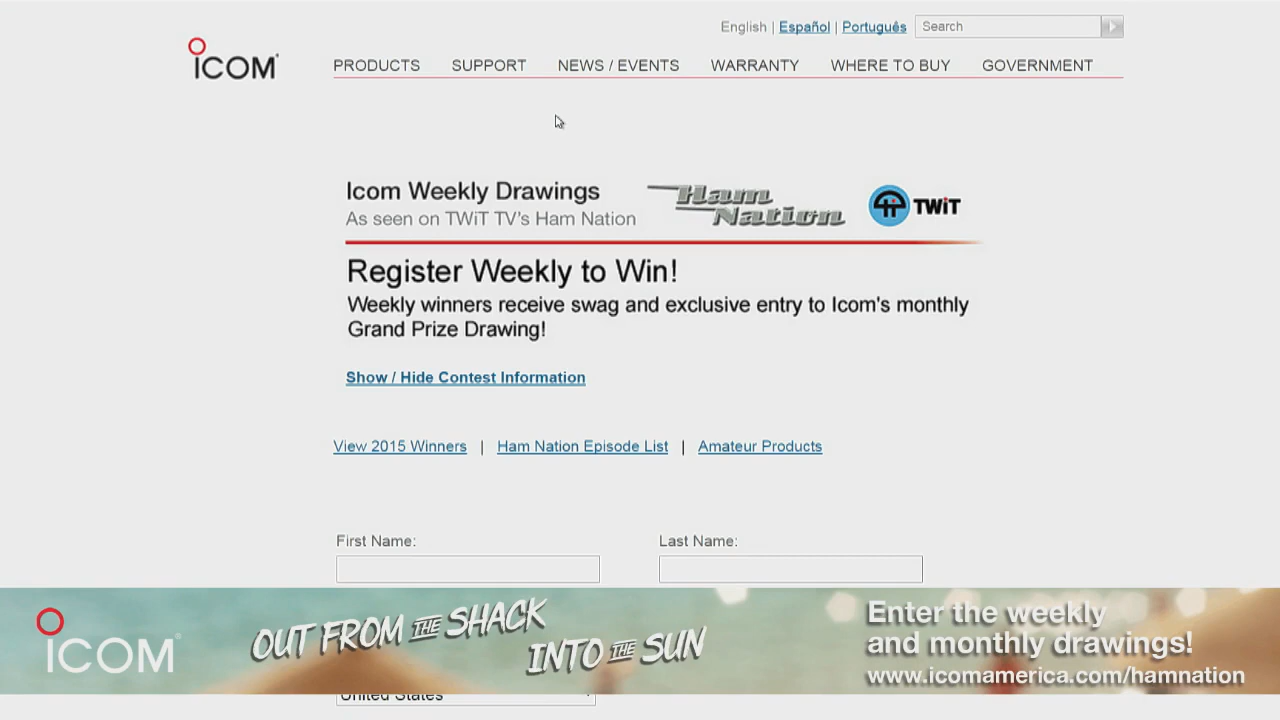 English | Español | Português
Search
ICOM
PRODUCTS SUPPORT NEWS / EVENTS WARRANTY WHERE TO BUY GOVERNMENT
Icom Weekly Drawings
As seen on TWiT TV's Ham Nation
Ham
Nation
TWiT
Register Weekly to Win!
Weekly winners receive swag and exclusive entry to Icom's monthly
Grand Prize Drawing!
Show / Hide Contest Information
View 2015 Winners | Ham Nation Episode List | Amateur Products
First Name: Last Name:
ICOM
OUT FROM THE SHACK
INTO THE SUN
Enter the weekly
and monthly drawings!
www.icomamerica.com/hamnation
United States